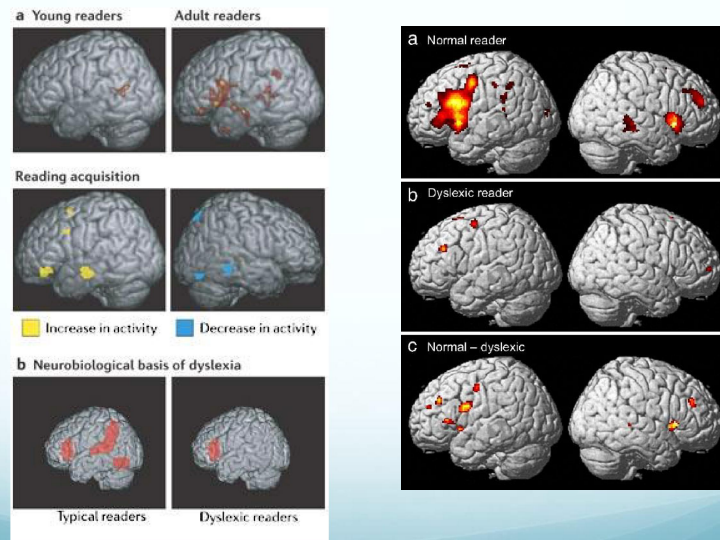 a Young readers Adult readers
Reading acquisition
Increase in activity Decrease in activity
b Neurobiological basis of dyslexia
Typical readers Dyslexic readers
a Normal reader
b Dyslexic reader
c Normal – dyslexic